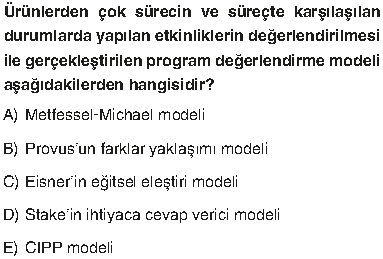 Ürünlerden çok sürecin ve süreçte karşılaşılan
durumlarda yapılan etkinliklerin değerlendirilmesi
ile gerçekleştirilen program değerlendirme modeli
aşağıdakilerden hangisidir?
A) Metfessel-Michael modeli
B) Provus'un farklar yaklaşımı modeli
C) Eisner'in eğitsel eleştiri modeli
D) Stake'in ihtiyaca cevap verici modeli
E) CIPP modeli